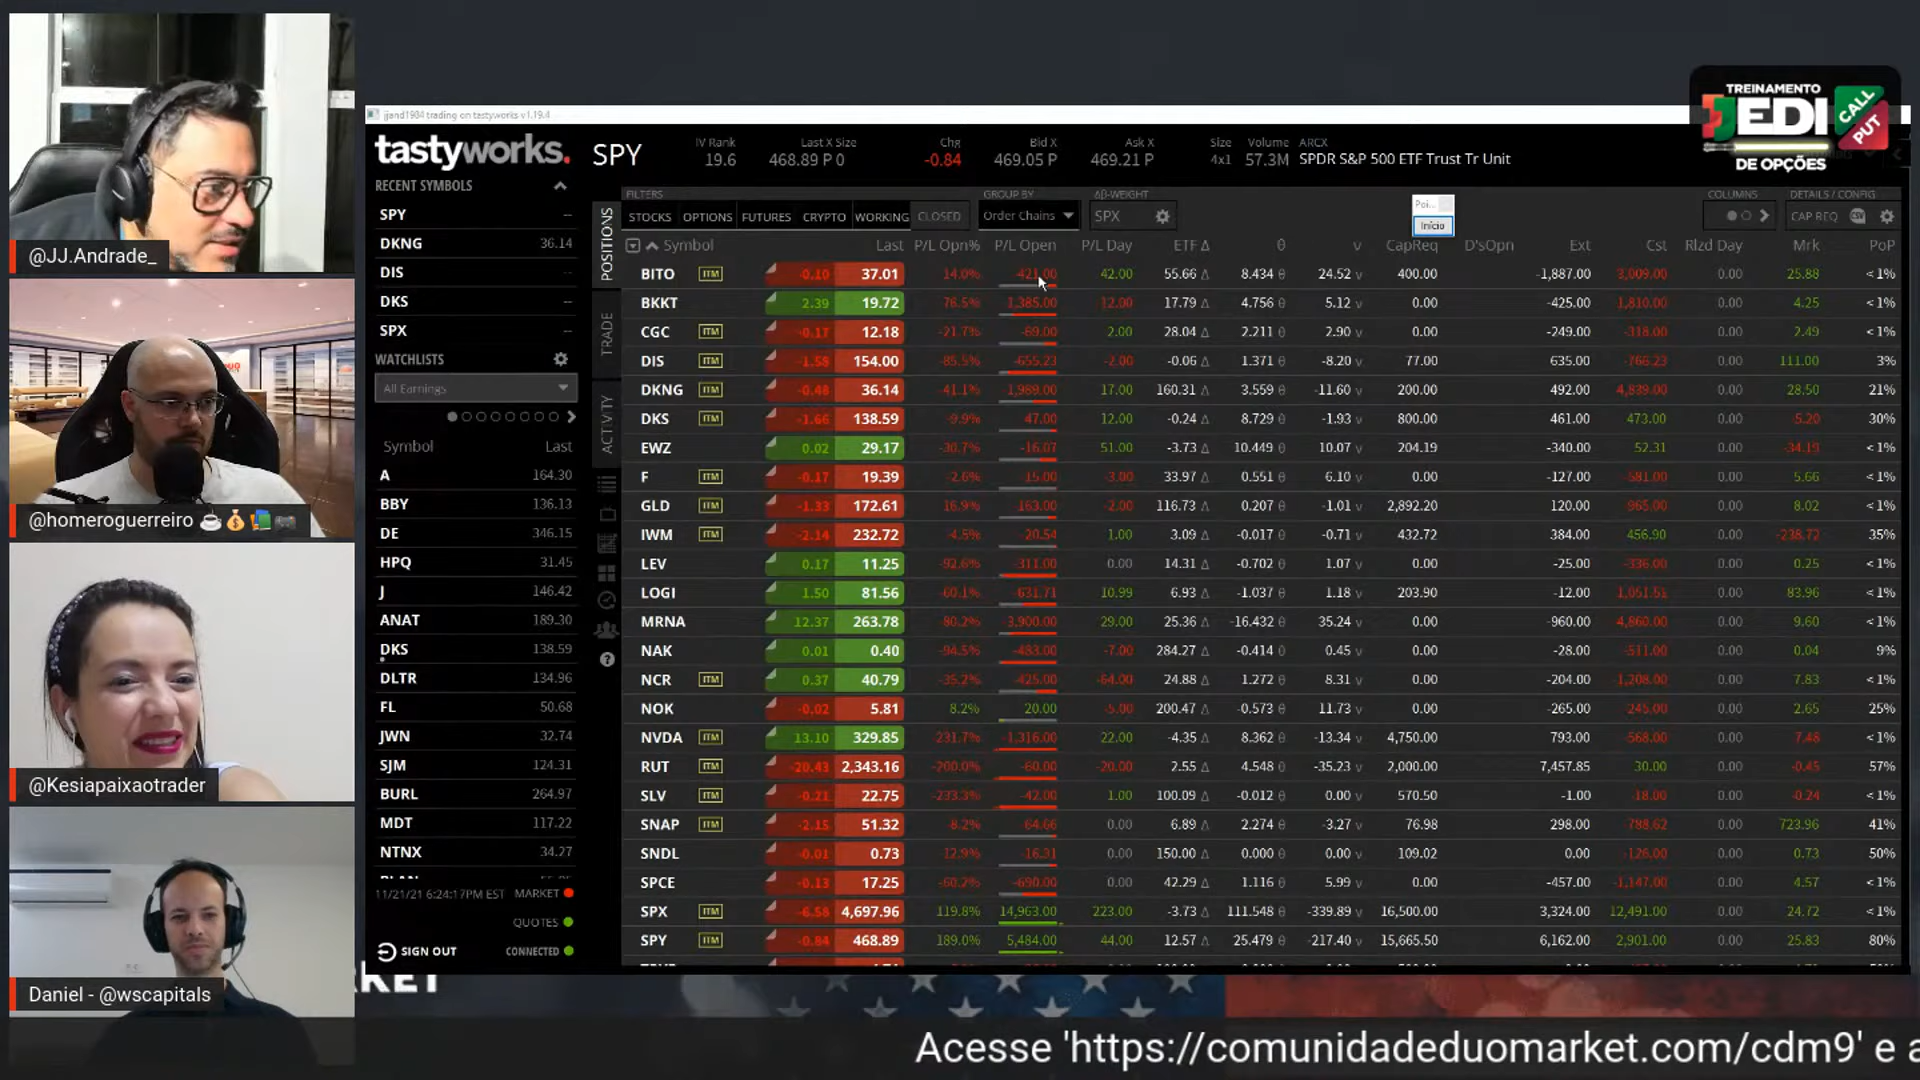 @JJ.Andrade_
@homeroguerreiro
@Kesiapaixaotrader
Daniel - @wscapitals
TREINAMENTO
JEDI
DE OPÇÕES
CALL
PUT
jjand1984 trading on tastyworks v1.19.4
tastyworks.
SPY
IV Rank
19.6
Last X Size
468.89 P 0
Chg
-0.84
Bid X
469.05 P
Ask X
469.21 P
Size
4x1
Volume
57.3M
ARCX
SPDR S&P 500 ETF Trust Tr Unit
RECENT SYMBOLS
SPY --
DKNG 36.14
DIS --
DKS --
SPX --
WATCHLISTS
All Earnings
Symbol Last
A 164.30
BBY 136.13
DE 346.15
HPQ 31.45
J 146.42
ANAT 189.30
DKS 138.59
DLTR 134.96
FL 50.68
JWN 32.74
SJM 124.31
BURL 264.97
MDT 117.22
NTNX 34.27
11/21/21 6:24:17PM EST MARKET
QUOTES
SIGN OUT CONNECTED
POSITIONS
TRADE
ACTIVITY
FILTERS
STOCKS OPTIONS FUTURES CRYPTO WORKING CLOSED
GROUP BY
Order Chains
Δβ-WEIGHT
SPX
Poi...
Início
COLUMNS
DETAILS / CONFIG
CAP REQ
Symbol Last P/L Opn% P/L Open P/L Day ETF Δ θ v CapReq D'sOpn Ext Cst Rlzd Day Mrk PoP
BITO ITM -0.10 37.01 14.0% -421.00 42.00 55.66 Δ 8.434 θ 24.52 v 400.00 -1,887.00 3,009.00 0.00 25.88 <1%
BKKT 2.39 19.72 76.5% 1,385.00 12.00 17.79 Δ 4.756 θ 5.12 v 0.00 -425.00 1,810.00 0.00 4.25 <1%
CGC ITM -0.17 12.18 -21.7% -69.00 2.00 28.04 Δ 2.211 θ 2.90 v 0.00 -249.00 -318.00 0.00 2.49 <1%
DIS ITM -1.58 154.00 -85.5% -655.23 -2.00 -0.06 Δ 1.371 θ -8.20 v 77.00 635.00 -766.23 0.00 111.00 3%
DKNG ITM -0.48 36.14 -41.1% -1,989.00 17.00 160.31 Δ 3.559 θ -11.60 v 200.00 492.00 4,839.00 0.00 28.50 21%
DKS ITM -1.66 138.59 -9.9% 47.00 12.00 -0.24 Δ 8.729 θ -1.93 v 800.00 461.00 473.00 0.00 5.20 30%
EWZ 0.02 29.17 -30.7% -16.07 51.00 -3.73 Δ 10.449 θ 10.07 v 204.19 -340.00 52.31 0.00 -34.19 <1%
F ITM -0.17 19.39 -2.6% 15.00 -3.00 33.97 Δ 0.551 θ 6.10 v 0.00 -127.00 -581.00 0.00 5.66 <1%
GLD ITM -1.33 172.61 16.9% -163.00 -2.00 116.73 Δ 0.207 θ -1.01 v 2,892.20 120.00 965.00 0.00 8.02 <1%
IWM ITM -2.14 232.72 -4.5% -20.54 1.00 3.09 Δ -0.017 θ -0.71 v 432.72 384.00 456.90 0.00 -238.72 35%
LEV 0.17 11.25 -92.6% -311.00 0.00 14.31 Δ -0.702 θ 1.07 v 0.00 -25.00 -336.00 0.00 0.25 <1%
LOGI 1.50 81.56 -60.1% -631.71 10.99 6.93 Δ -1.037 θ 1.18 v 203.90 -12.00 1,051.51 0.00 83.96 <1%
MRNA 12.37 263.78 -80.2% -3,900.00 29.00 25.36 Δ -16.432 θ 35.24 v 0.00 -960.00 -4,860.00 0.00 9.60 <1%
NAK 0.01 0.40 -94.5% -483.00 -7.00 284.27 Δ -0.414 θ 0.45 v 0.00 -28.00 -511.00 0.00 0.04 9%
NCR ITM 0.37 40.79 -35.2% -425.00 -64.00 24.88 Δ 1.272 θ 8.31 v 0.00 -204.00 -1,208.00 0.00 7.83 <1%
NOK -0.02 5.81 8.2% 20.00 -5.00 200.47 Δ -0.573 θ 11.73 v 0.00 -265.00 245.00 0.00 2.65 25%
NVDA ITM 13.10 329.85 -231.7% -1,316.00 22.00 -4.35 Δ 8.362 θ -13.34 v 4,750.00 793.00 -568.00 0.00 7.48 <1%
RUT ITM -20.43 2,343.16 -200.0% -60.00 -20.00 2.55 Δ 4.548 θ -35.23 v 2,000.00 7,457.85 30.00 0.00 -0.45 57%
SLV ITM -0.21 22.75 -233.3% -42.00 1.00 100.09 Δ -0.012 θ 0.00 v 570.50 -1.00 18.00 0.00 -0.24 <1%
SNAP ITM -2.15 51.32 -8.2% 64.66 0.00 6.89 Δ 2.274 θ -3.27 v 76.98 298.00 788.62 0.00 723.96 41%
SNDL -0.01 0.73 -12.9% -16.31 0.00 150.00 Δ 0.000 θ 0.00 v 109.02 0.00 -126.00 0.00 0.73 50%
SPCE -0.13 17.25 -60.2% -690.00 0.00 42.29 Δ 1.116 θ 5.99 v 0.00 -457.00 -1,147.00 0.00 4.57 <1%
SPX ITM -6.58 4,697.96 119.8% 14,963.00 223.00 -3.73 Δ 111.548 θ -339.89 v 16,500.00 3,324.00 12,491.00 0.00 24.72 <1%
SPY ITM -0.84 468.89 189.0% 5,484.00 44.00 12.57 Δ 25.479 θ -217.40 v 15,665.50 6,162.00 2,901.00 0.00 25.83 80%
RKET
Acesse 'https://comunidadeduomarket.com/cdm9' e a